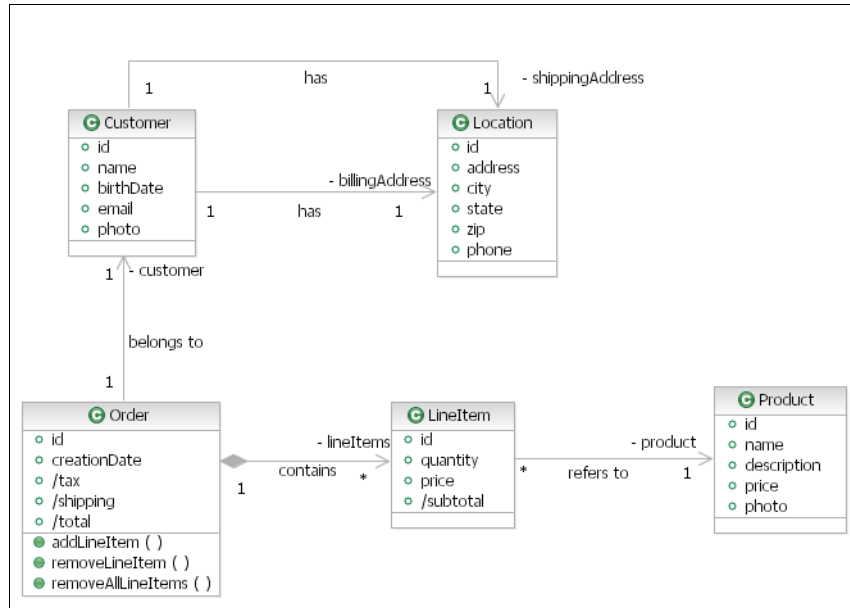 has
1
1
- shippingAddress
C Customer
id
name
birthDate
email
photo
C Location
id
address
city
state
zip
phone
- billingAddress
1
has
1
1
- customer
belongs to
1
C Order
id
creationDate
/tax
/shipping
/total
addLineItem ( )
removeLineItem ( )
removeAllLineItems ( )
- lineItems
1
contains
*
C LineItem
id
quantity
price
/subtotal
- product
*
refers to
1
C Product
id
name
description
price
photo